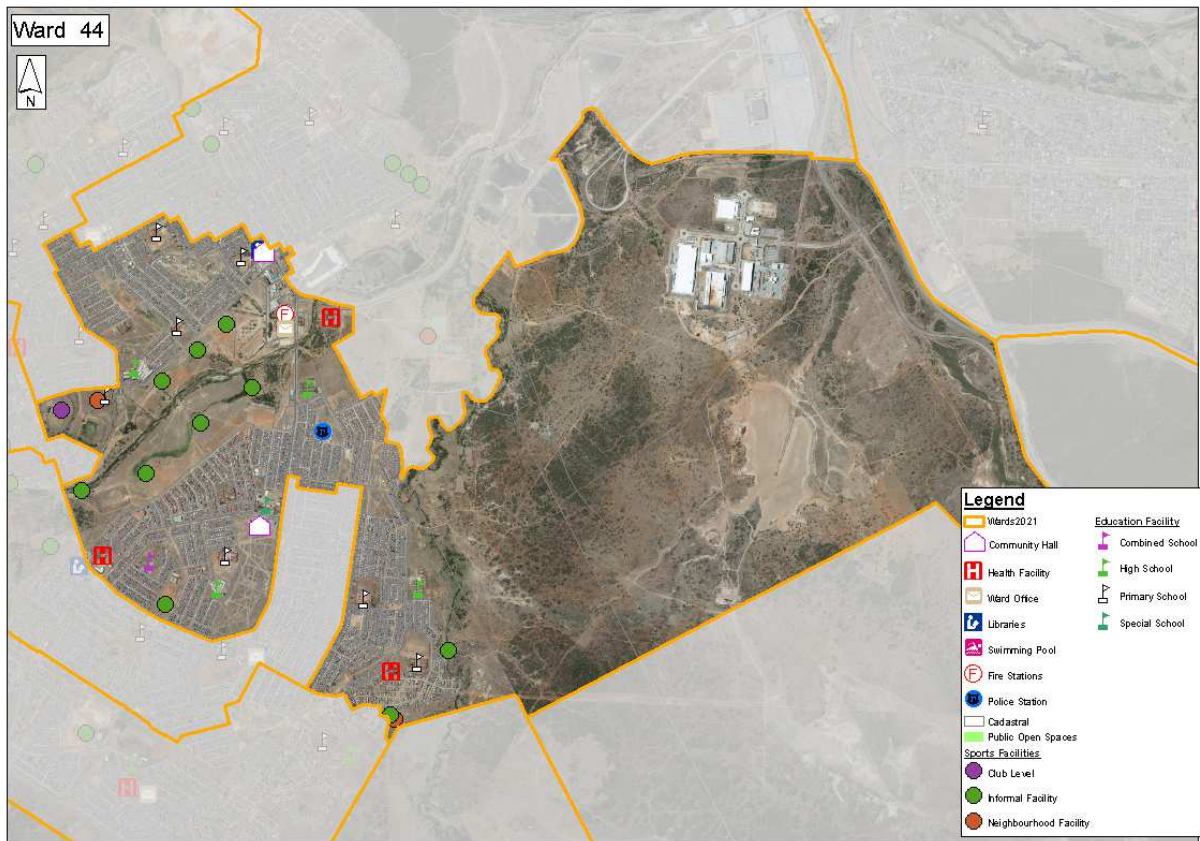 Ward 44
N
Legend
Wards2021
Community Hall
Health Facility
Ward Office
Libraries
Swimming Pool
Fire Stations
Police Station
Cadastral
Public Open Spaces
Sports Facilities
Club Level
Informal Facility
Neighbourhood Facility
Education Facility
Combined School
High School
Primary School
Special School
F
H
H
H